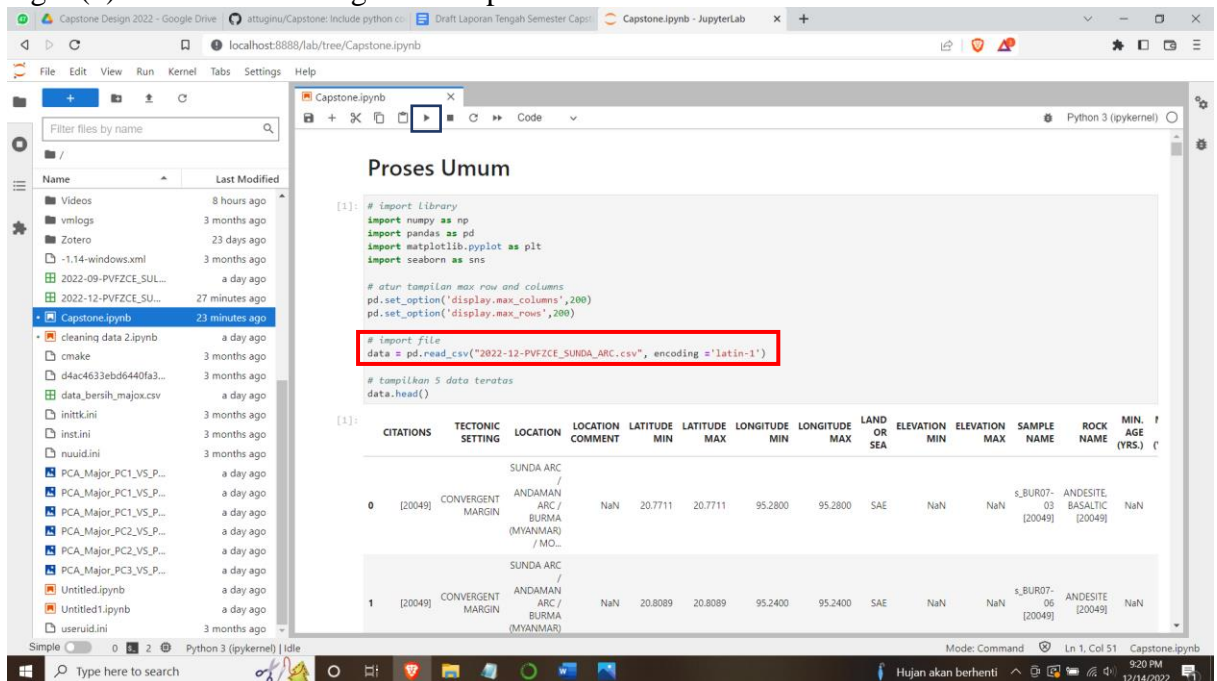 Capstone Design 2022 - Google Drive
attuginu/Capstone: Include python co
Draft Laporan Tengah Semester Capst
Capstone.ipynb - JupyterLab
localhost:8888/lab/tree/Capstone.ipynb
File Edit View Run Kernel Tabs Settings Help
Filter files by name
/
Name Last Modified
Videos 8 hours ago
vmlogs 3 months ago
Zotero 23 days ago
-1.14-windows.xml 3 months ago
2022-09-PVFZCE_SUL... a day ago
2022-12-PVFZCE_SU... 27 minutes ago
Capstone.ipynb 23 minutes ago
cleaning data 2.ipynb a day ago
cmake 3 months ago
d4ac4633ebd6440fa3... 3 months ago
data_bersih_majox.csv a day ago
inittk.ini 3 months ago
inst.ini 3 months ago
nuuid.ini 3 months ago
PCA_Major_PC1_VS_P... a day ago
PCA_Major_PC1_VS_P... a day ago
PCA_Major_PC1_VS_P... a day ago
PCA_Major_PC2_VS_P... a day ago
PCA_Major_PC2_VS_P... a day ago
PCA_Major_PC3_VS_P... a day ago
Untitled.ipynb a day ago
Untitled1.ipynb a day ago
useruid.ini 3 months ago
Capstone.ipynb
Code
Python 3 (ipykernel)
Proses Umum
[1]: # import library
import numpy as np
import pandas as pd
import matplotlib.pyplot as plt
import seaborn as sns
# atur tampilan max row and columns
pd.set_option('display.max_columns',200)
pd.set_option('display.max_rows',200)
# import file
data = pd.read_csv("2022-12-PVFZCE_SUNDA_ARC.csv", encoding ='latin-1')
# tampilkan 5 data teratas
data.head()
[1]:
CITATIONS TECTONIC SETTING LOCATION LOCATION COMMENT LATITUDE MIN LATITUDE MAX LONGITUDE MIN LONGITUDE MAX LAND OR SEA ELEVATION MIN ELEVATION MAX SAMPLE NAME ROCK NAME MIN. AGE (YRS.)
0 [20049] CONVERGENT MARGIN SUNDA ARC / ANDAMAN ARC / BURMA (MYANMAR) / MO... NaN 20.7711 20.7711 95.2800 95.2800 SAE NaN NaN s_BUR07-03 [20049] ANDESITE, BASALTIC [20049] NaN
1 [20049] CONVERGENT MARGIN SUNDA ARC / ANDAMAN ARC / BURMA (MYANMAR) NaN 20.8089 20.8089 95.2400 95.2400 SAE NaN NaN s_BUR07-06 [20049] ANDESITE [20049] NaN
Simple 0 2 Python 3 (ipykernel) | Idle
Mode: Command Ln 1, Col 51 Capstone.ipynb
Type here to search
Hujan akan berhenti
9:20 PM
12/14/2022